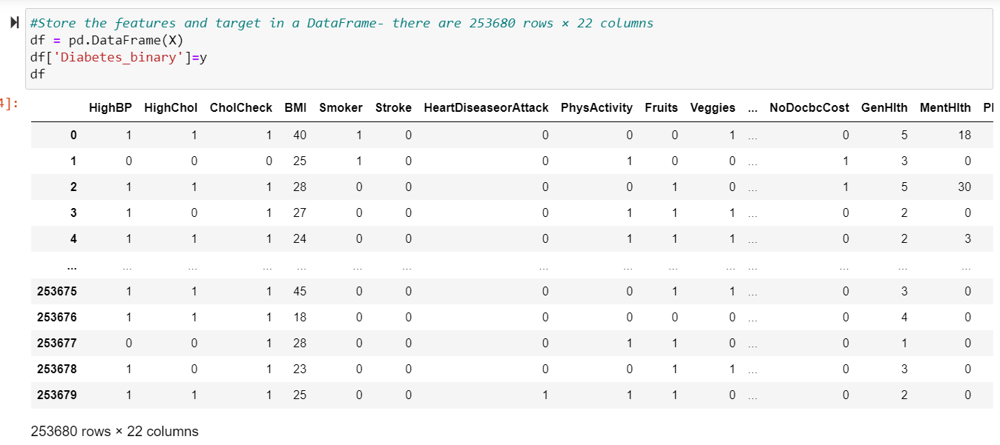 #Store the features and target in a DataFrame- there are 253680 rows × 22 columns
df = pd.DataFrame(X)
df['Diabetes_binary']=y
df
4]:
HighBP HighChol CholCheck BMI Smoker Stroke HeartDiseaseorAttack PhysActivity Fruits Veggies ... NoDocbcCost GenHlth MentHlth
0 1 1 1 40 1 0 0 0 0 1 ... 0 5 18
1 0 0 0 25 1 0 0 1 0 0 ... 1 3 0
2 1 1 1 28 0 0 0 0 1 0 ... 1 5 30
3 1 0 1 27 0 0 0 1 1 1 ... 0 2 0
4 1 1 1 24 0 0 0 1 1 1 ... 0 2 3
... ... ... ... ... ... ... ... ... ... ... ... ... ... ...
253675 1 1 1 45 0 0 0 0 1 1 ... 0 3 0
253676 1 1 1 18 0 0 0 0 0 0 ... 0 4 0
253677 0 0 1 28 0 0 0 1 1 0 ... 0 1 0
253678 1 0 1 23 0 0 0 0 1 1 ... 0 3 0
253679 1 1 1 25 0 0 1 1 1 0 ... 0 2 0
253680 rows × 22 columns